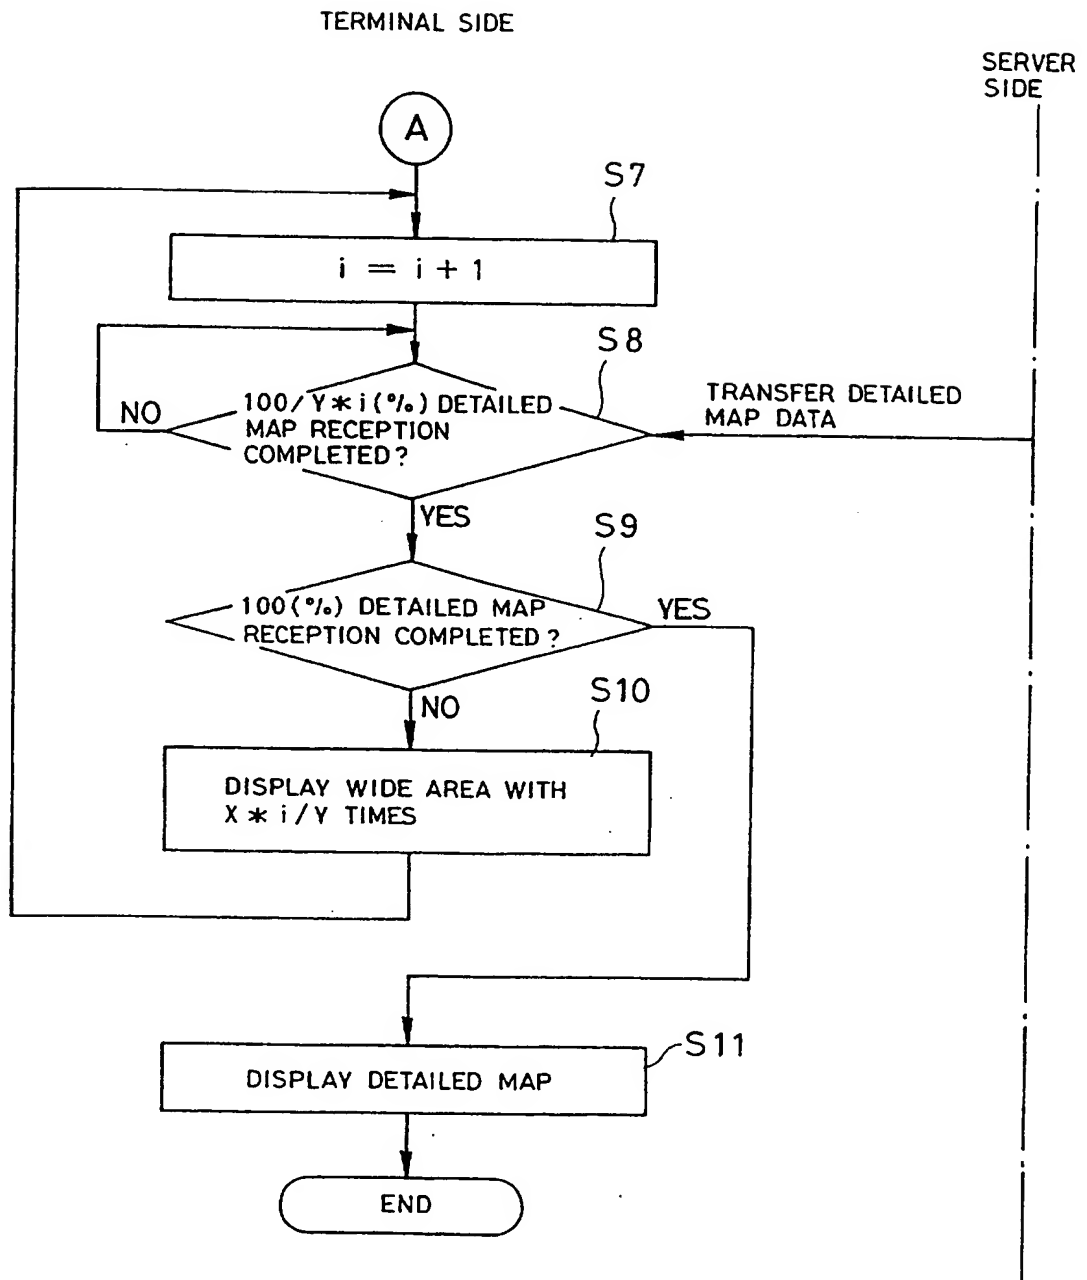 TERMINAL SIDE
SERVER
SIDE
A
S7
i = i + 1
S8
100/Y*i(%) DETAILED
MAP RECEPTION
COMPLETED?
NO
TRANSFER DETAILED
MAP DATA
YES
S9
100(%) DETAILED MAP
RECEPTION COMPLETED?
YES
NO
S10
DISPLAY WIDE AREA WITH
X * i/Y TIMES
S11
DISPLAY DETAILED MAP
END